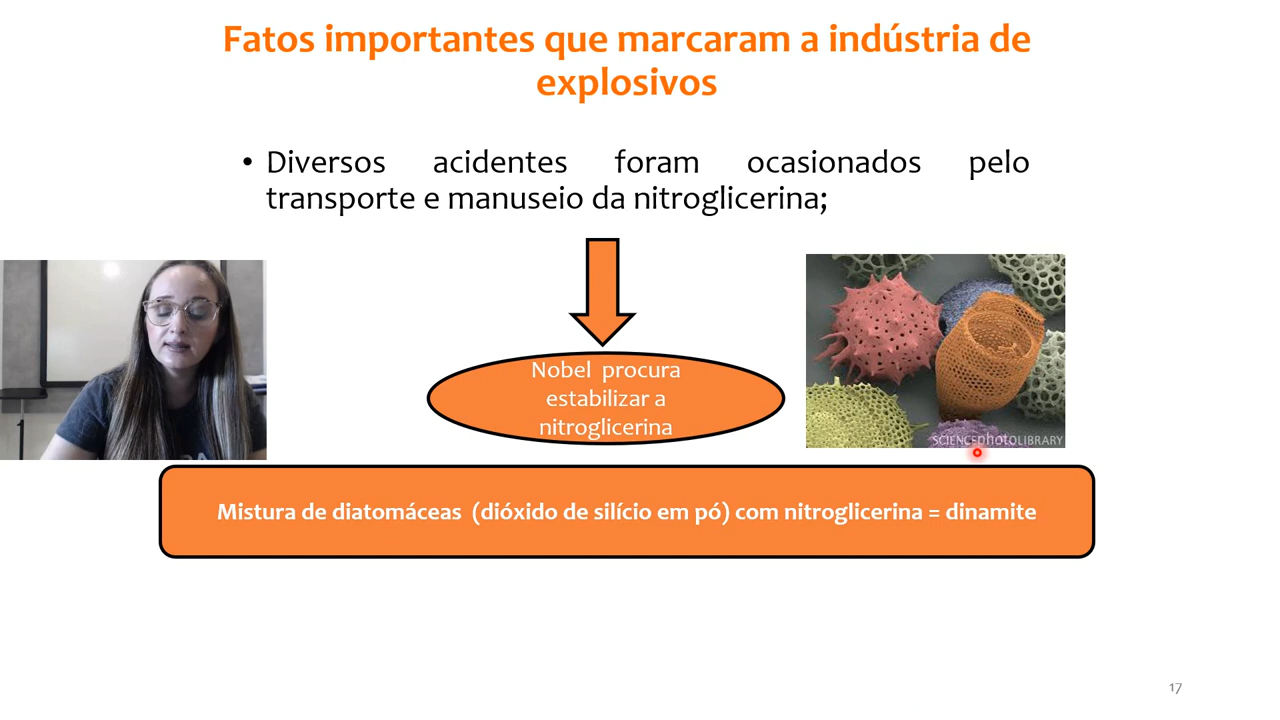 Fatos importantes que marcaram a indústria de
explosivos
• Diversos acidentes foram ocasionados pelo
transporte e manuseio da nitroglicerina;
Nobel procura
estabilizar a
nitroglicerina
SCIENCEphotoLIBRARY
Mistura de diatomáceas (dióxido de silício em pó) com nitroglicerina = dinamite
17